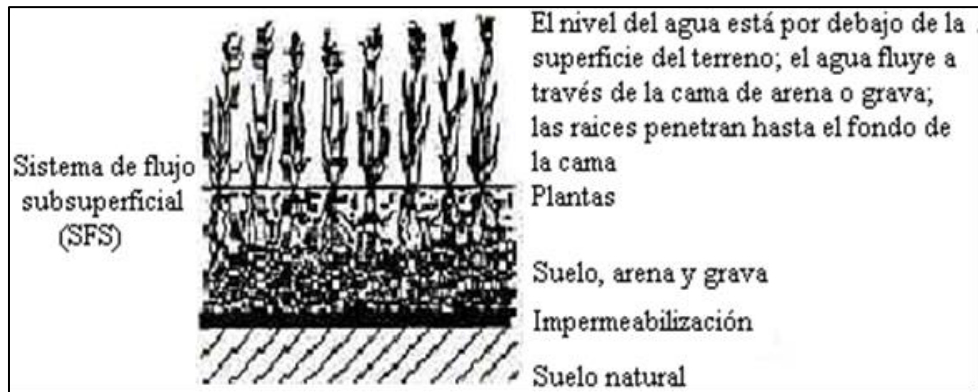 Sistema de flujo
subsuperficial
(SFS)
El nivel del agua está por debajo de la
superficie del terreno; el agua fluye a
través de la cama de arena o grava;
las raices penetran hasta el fondo de
la cama
Plantas
Suelo, arena y grava
Impermeabilización
Suelo natural